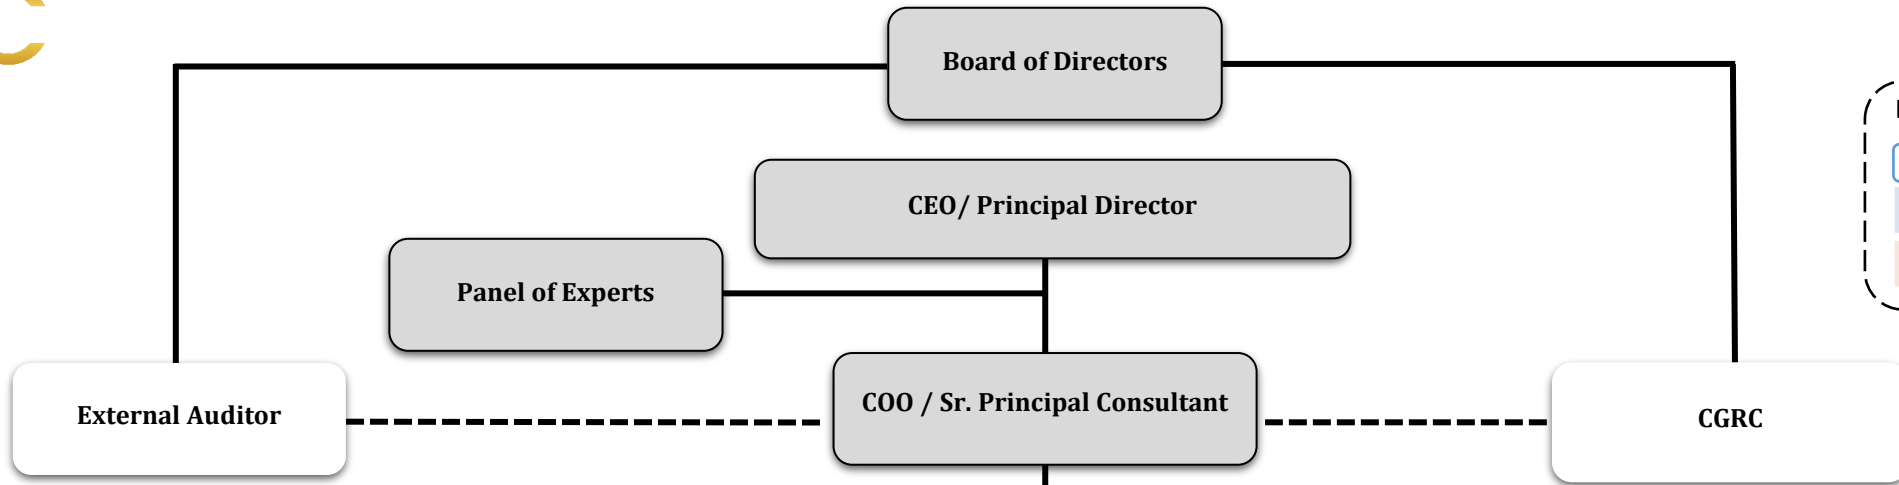 Board of Directors
CEO/ Principal Director
Panel of Experts
COO / Sr. Principal Consultant
External Auditor
CGRC